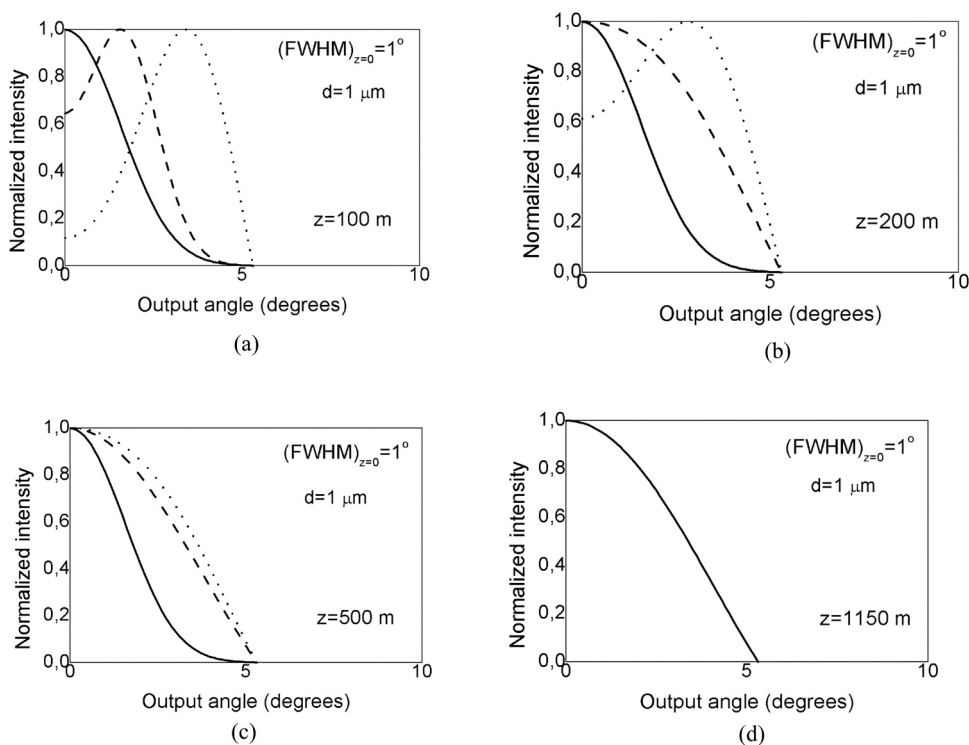 1,0
0,8
0,6
0,4
0,2
0,0
Normalized intensity
(FWHM)z=0=1°
d=1 μm
z=100 m
0
5
10
Output angle (degrees)
(a)
1,0
0,8
0,6
0,4
0,2
0,0
Normalized intensity
(FWHM)z=0=1°
d=1 μm
z=200 m
0
5
10
Output angle (degrees)
(b)
1,0
0,8
0,6
0,4
0,2
0,0
Normalized intensity
(FWHM)z=0=1°
d=1 μm
z=500 m
0
5
10
Output angle (degrees)
(c)
1,0
0,8
0,6
0,4
0,2
0,0
Normalized intensity
(FWHM)z=0=1°
d=1 μm
z=1150 m
0
5
10
Output angle (degrees)
(d)